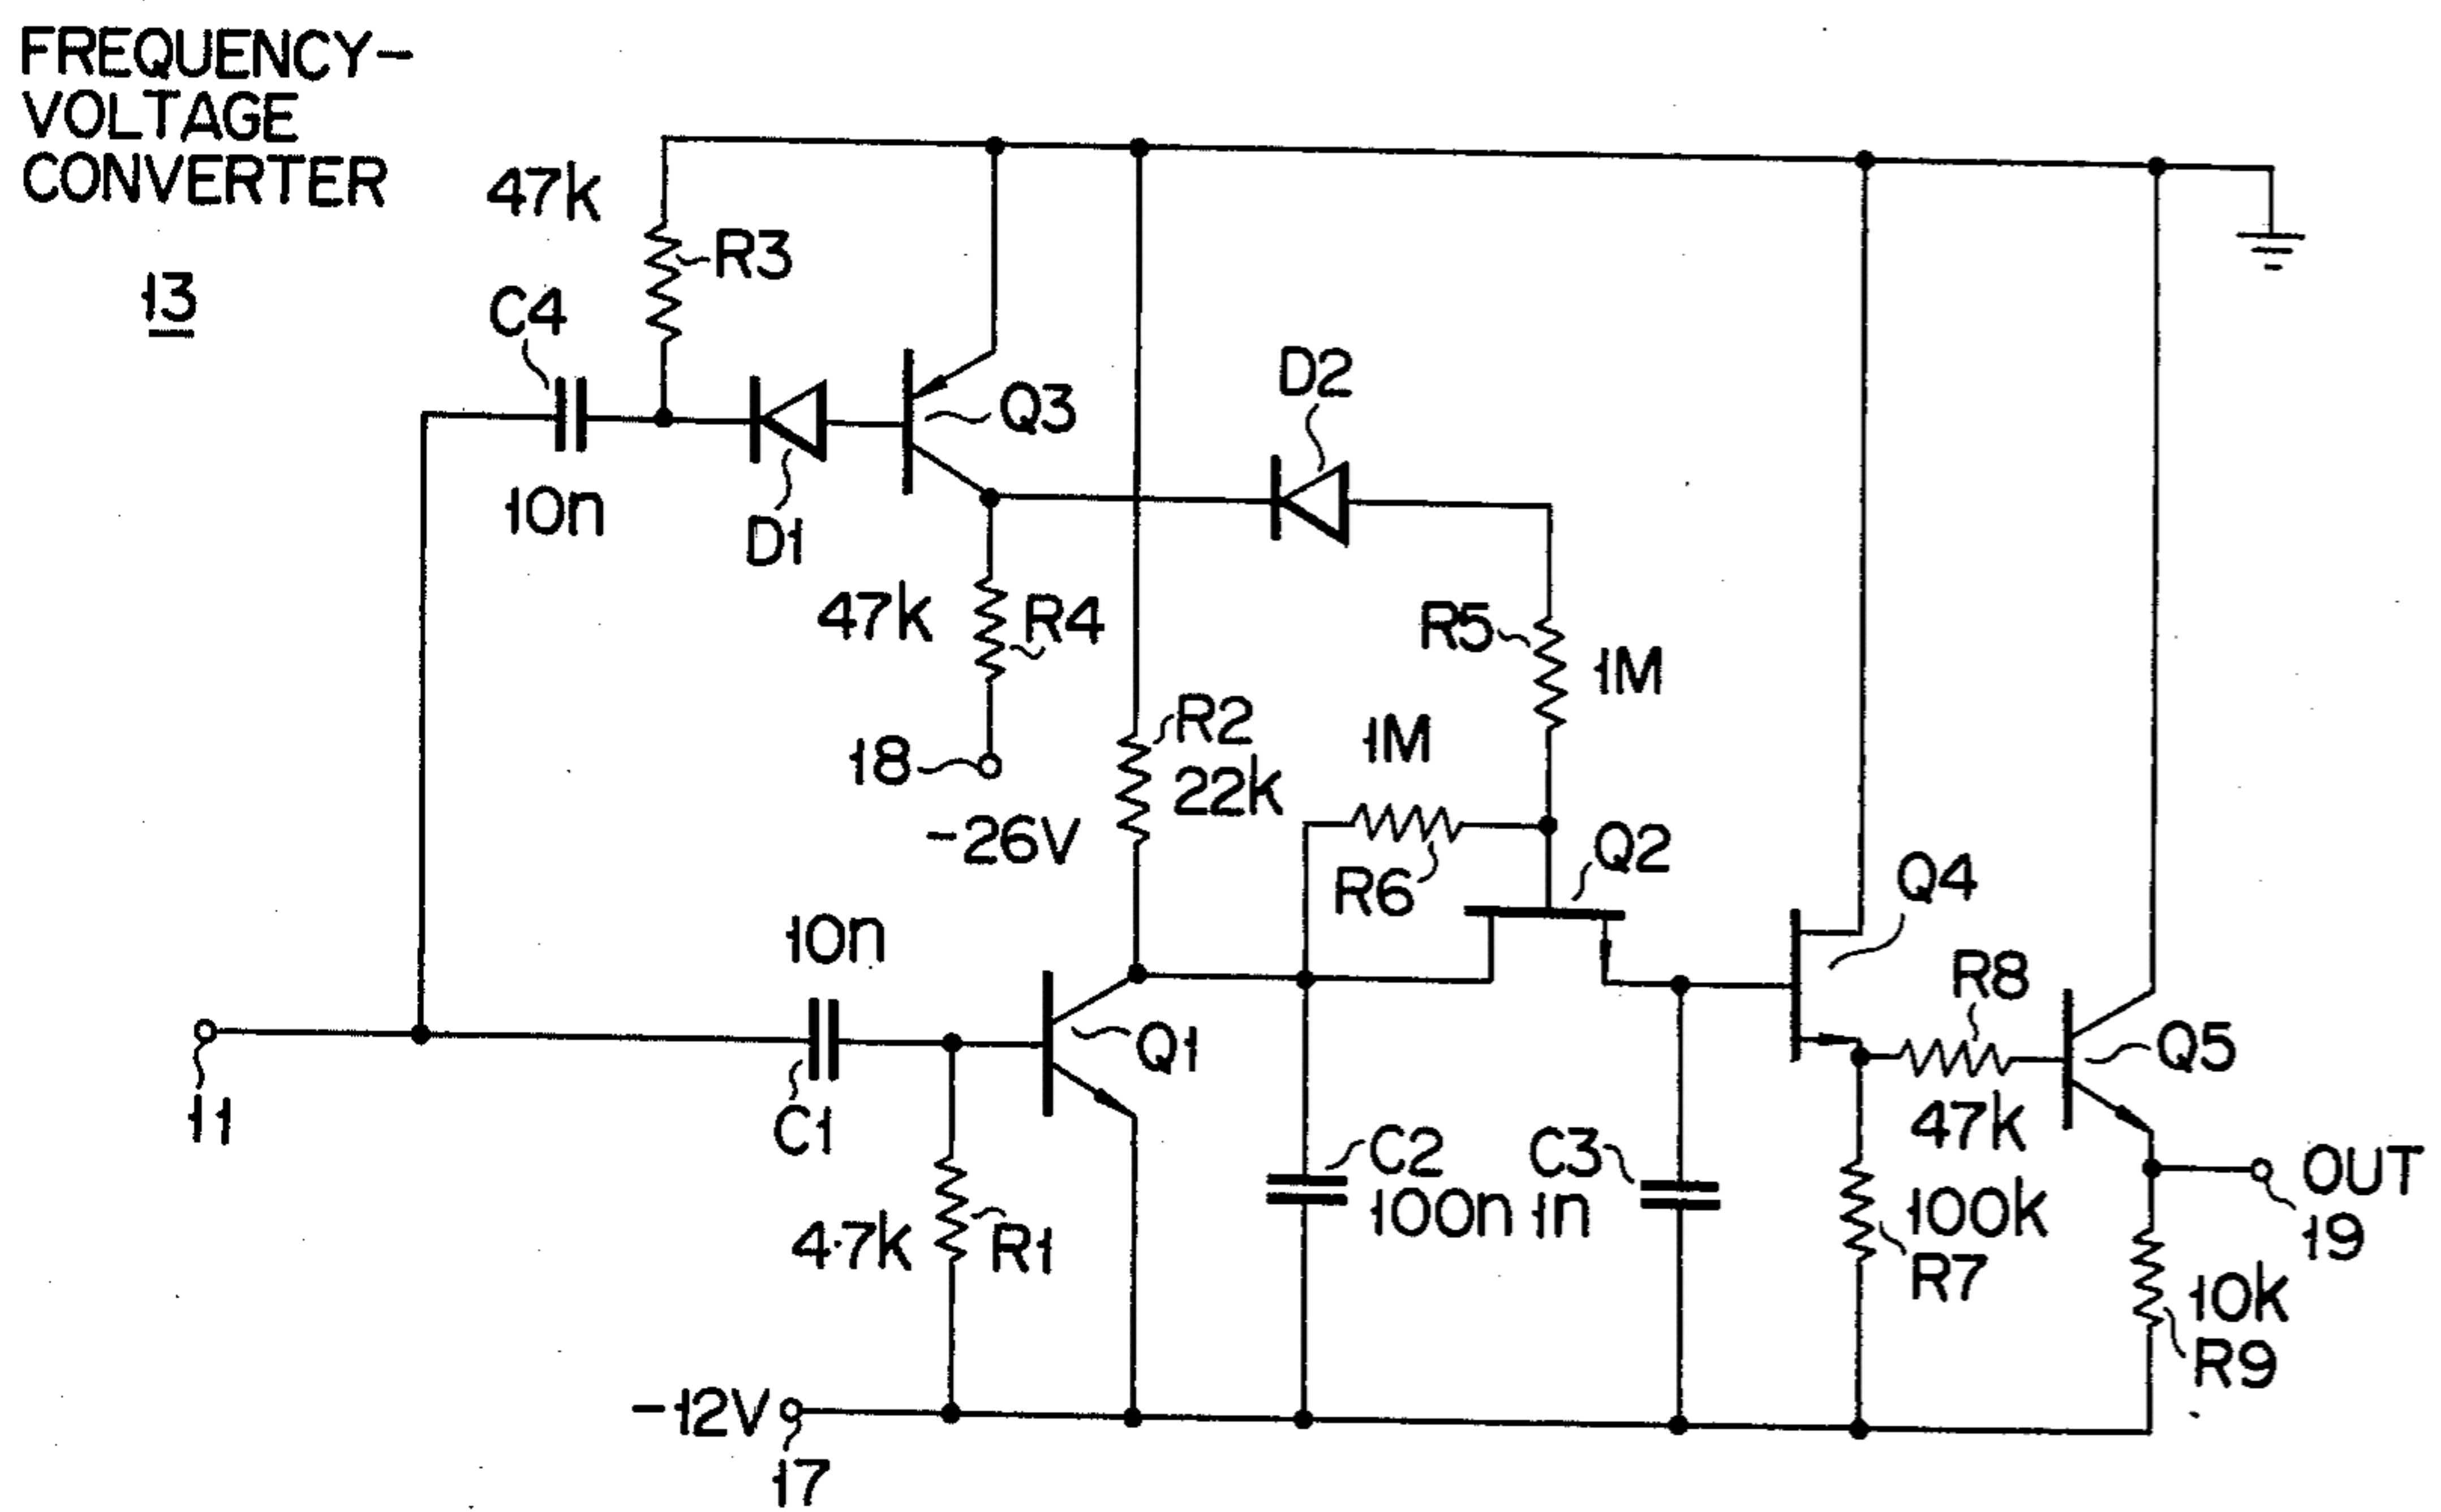 FREQUENCY-
VOLTAGE
CONVERTER
13
47k
R3
C4
10n
D1
Q3
D2
47k
R4
18
-26V
R2
22k
R5
1M
1M
R6
Q2
Q4
10n
C1
Q1
R8
47k
Q5
11
4.7k
R1
C2
100n
C3
1n
100k
R7
OUT
19
10k
R9
-12V
17